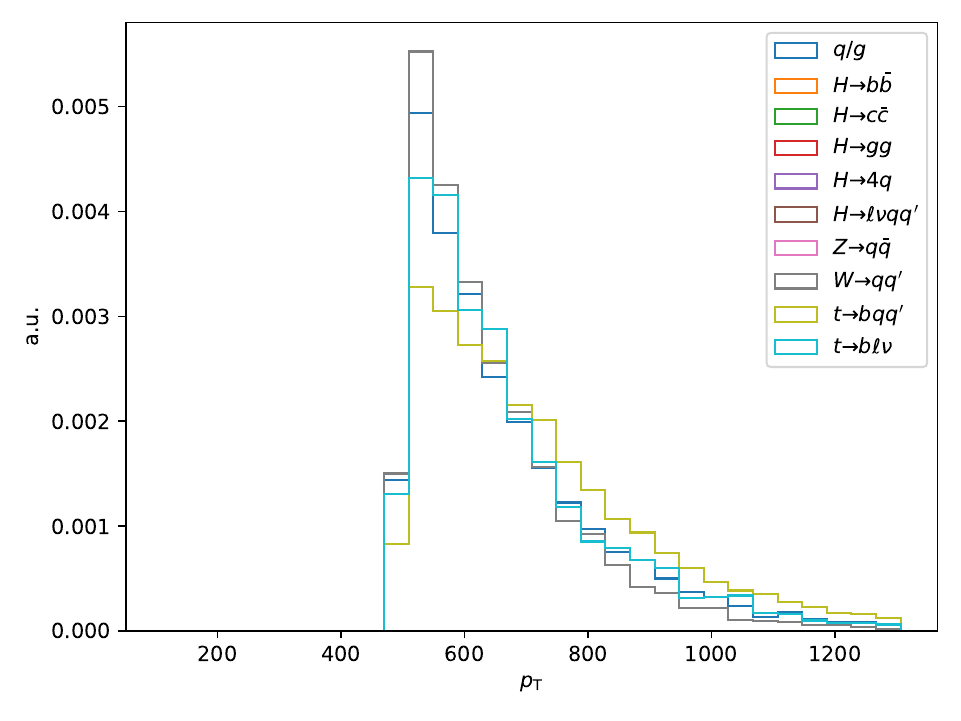 q/g
H→bb̄
H→cc̄
H→gg
H→4q
H→ℓνqq′
Z→qq̄
W→qq′
t→bqq′
t→bℓν
a.u.
0.005
0.004
0.003
0.002
0.001
0.000
200 400 600 800 1000 1200
p_T